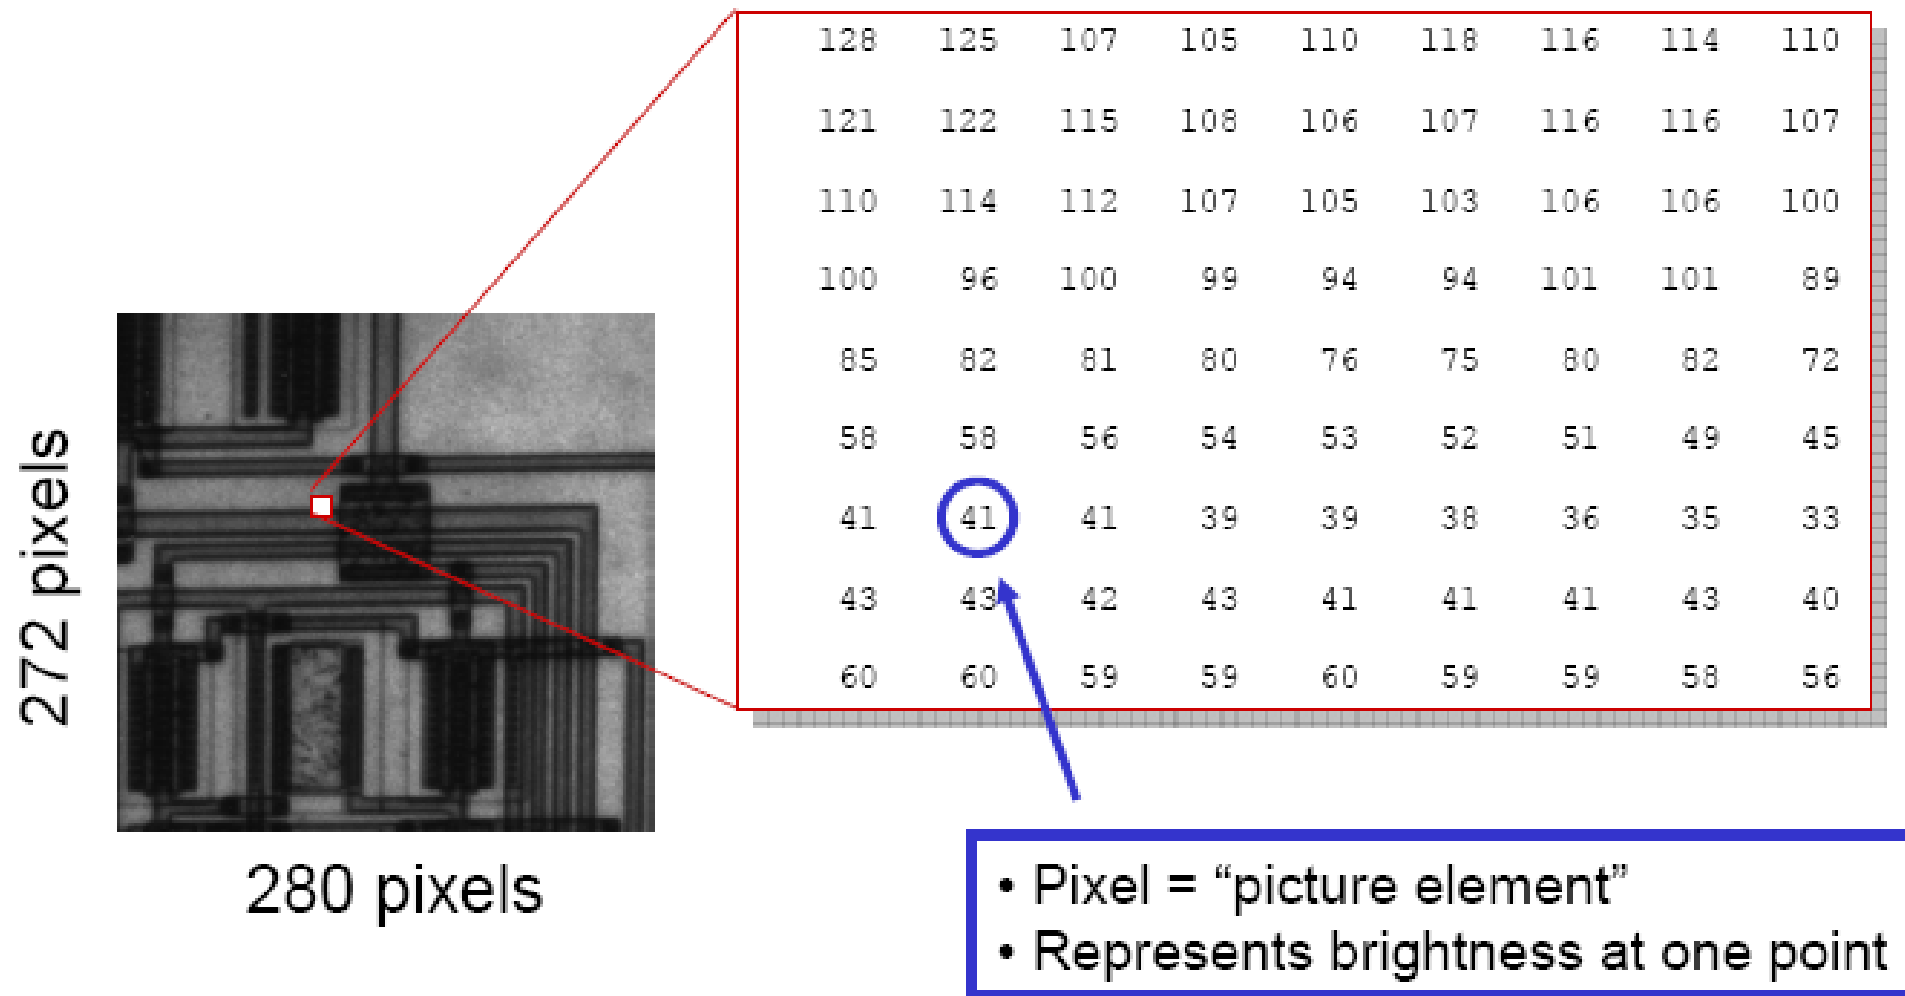 128 125 107 105 110 118 116 114 110
121 122 115 108 106 107 116 116 107
110 114 112 107 105 103 106 106 100
100 96 100 99 94 94 101 101 89
85 82 81 80 76 75 80 82 72
58 58 56 54 53 52 51 49 45
41 41 41 39 39 38 36 35 33
43 43 42 43 41 41 41 43 40
60 60 59 59 60 59 59 58 56
272 pixels
280 pixels
• Pixel = “picture element”
• Represents brightness at one point